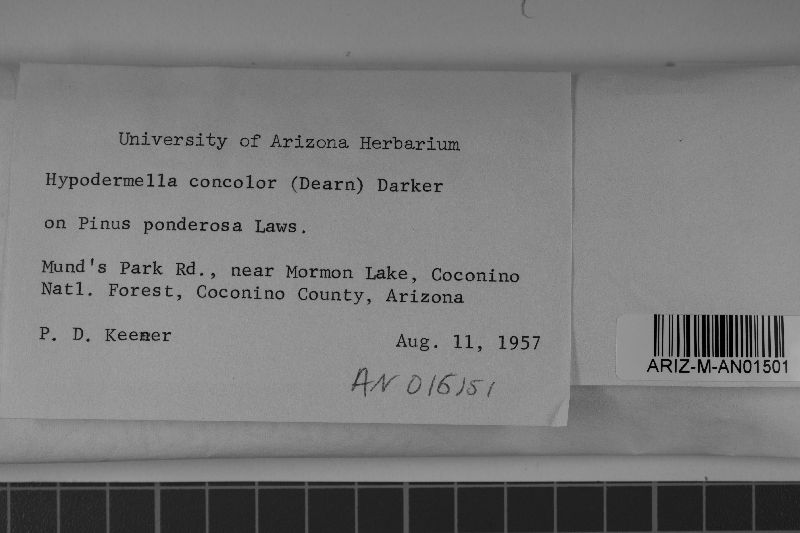 University of Arizona Herbarium
Hypodermella concolor (Dearn) Darker
on Pinus ponderosa Laws.
Mund's Park Rd., near Mormon Lake, Coconino
Natl. Forest, Coconino County, Arizona
P. D. Keener
Aug. 11, 1957
AN 016151
ARIZ-M-AN01501